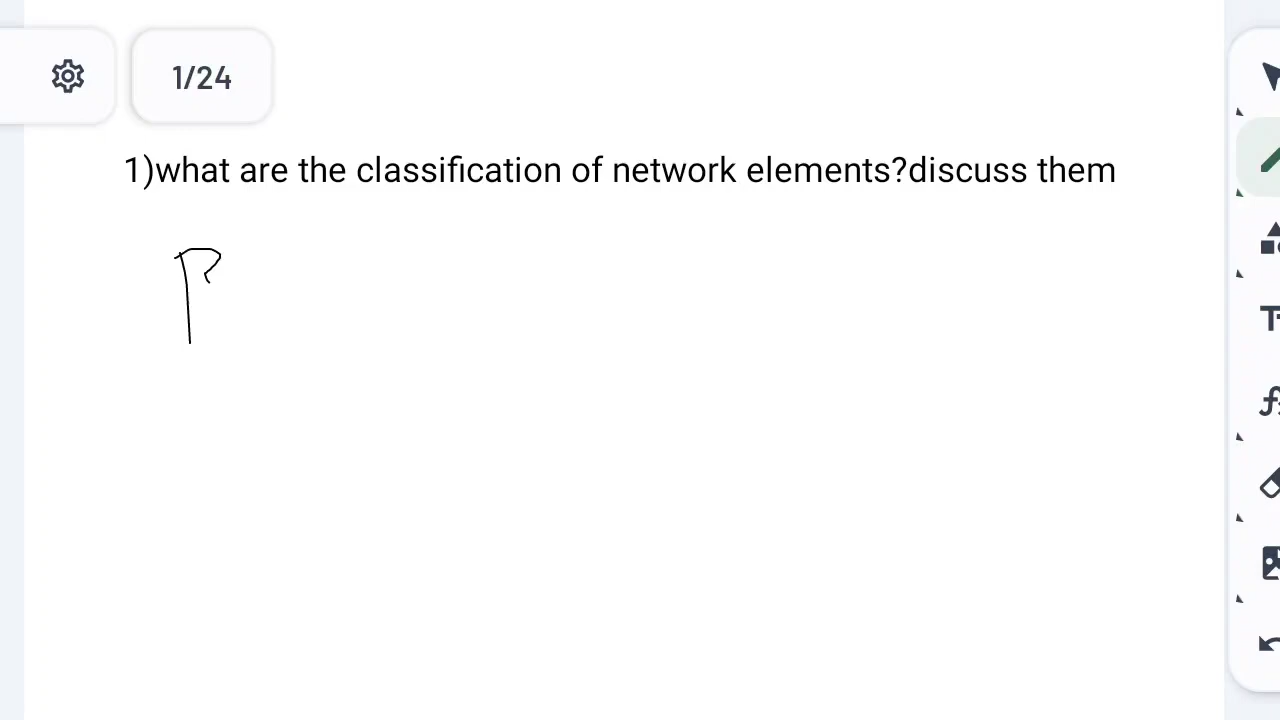 1/24
1)what are the classification of network elements?discuss them
P